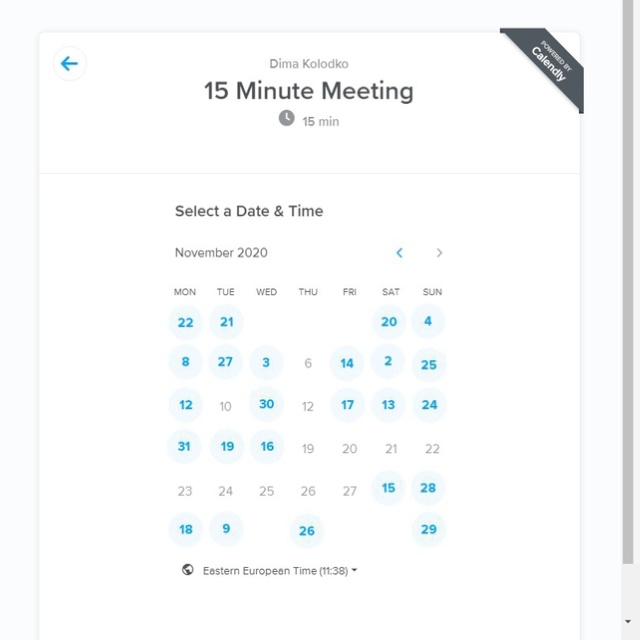 POWERED BY
Calendly
Dima Kolodko
15 Minute Meeting
15 min
Select a Date & Time
November 2020
MON TUE WED THU FRI SAT SUN
22 21 20 4
8 27 3 6 14 2 25
12 10 30 12 17 13 24
31 19 16 19 20 21 22
23 24 25 26 27 15 28
18 9 26 29
Eastern European Time (11:38)